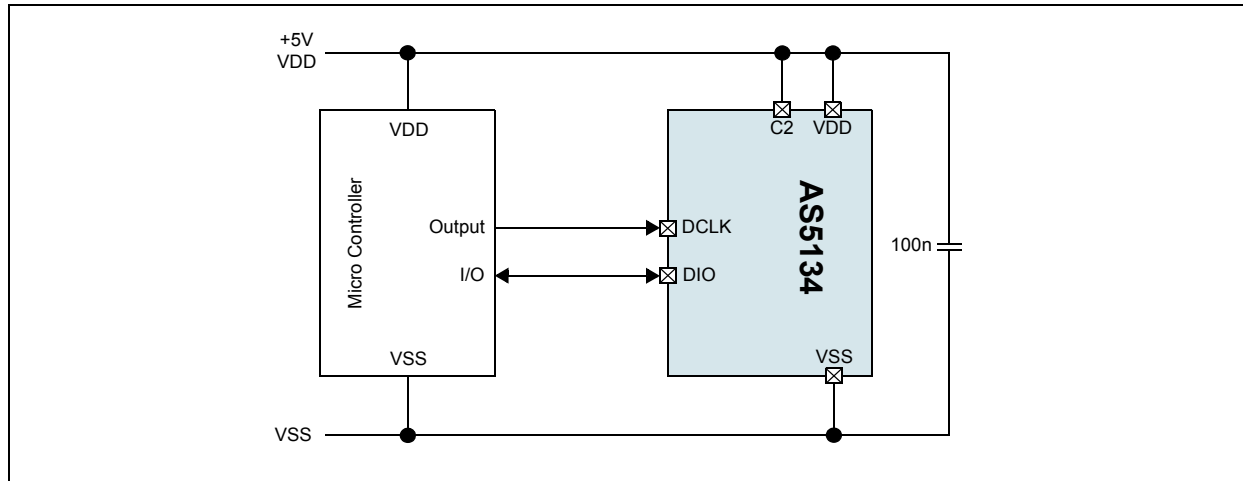 +5V
VDD
VDD
C2
VDD
Micro Controller
Output
DCLK
AS5134
100n
I/O
DIO
VSS
VSS
VSS